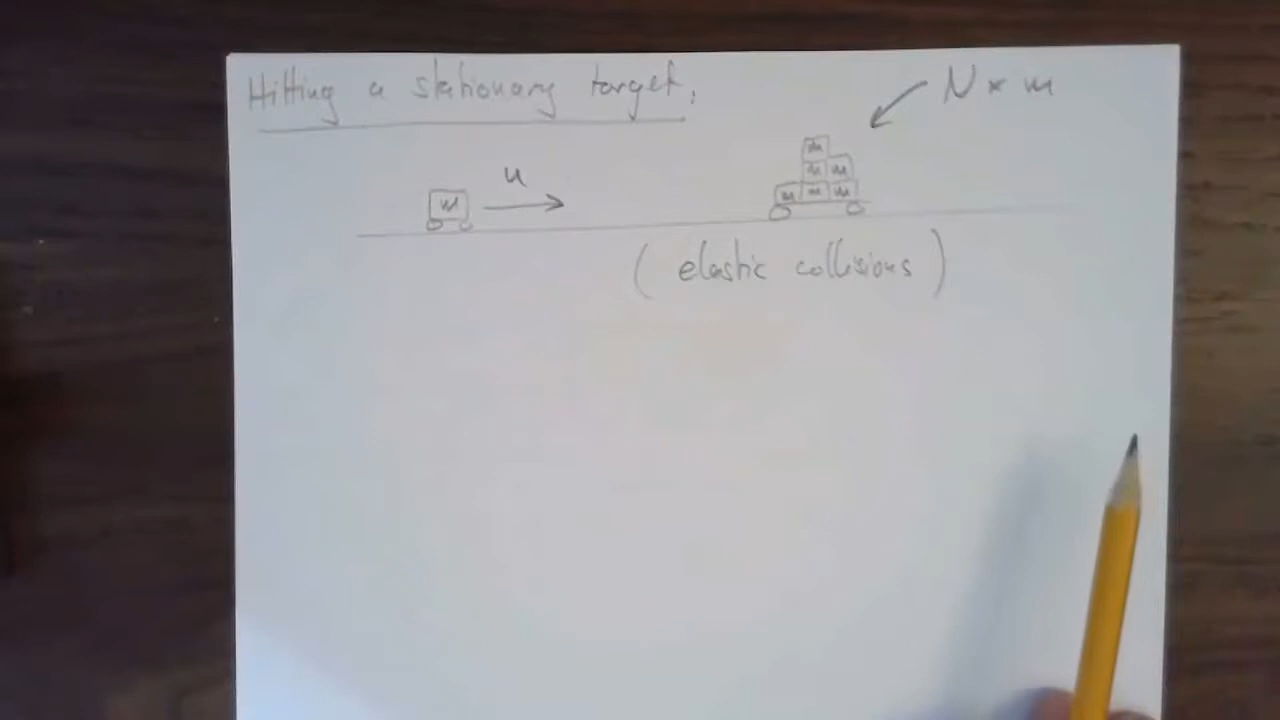 Hitting a stationary target.
N × m
u
m
m
m m
m m m
(elastic collisions)